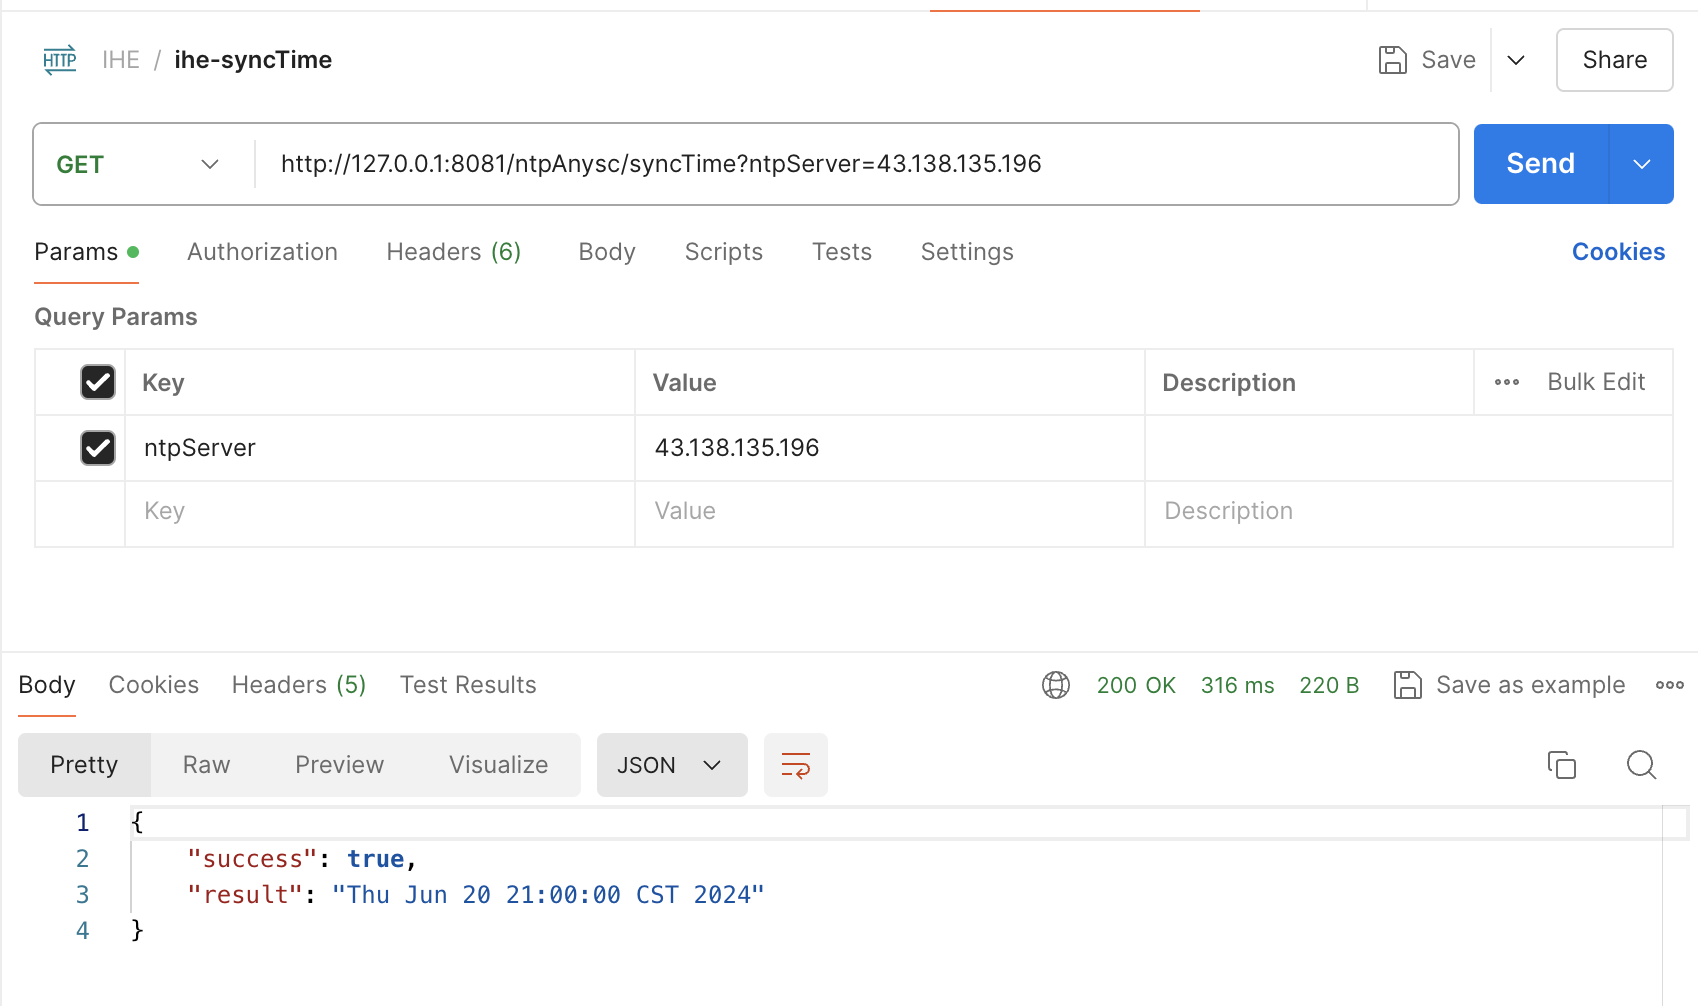 HTTP IHE / ihe-syncTime Save Share
GET http://127.0.0.1:8081/ntpAnysc/syncTime?ntpServer=43.138.135.196 Send
Params Authorization Headers (6) Body Scripts Tests Settings Cookies
Query Params
Key Value Description Bulk Edit
ntpServer 43.138.135.196
Key Value Description
Body Cookies Headers (5) Test Results 200 OK 316 ms 220 B Save as example
Pretty Raw Preview Visualize JSON
1 {
2 "success": true,
3 "result": "Thu Jun 20 21:00:00 CST 2024"
4 }